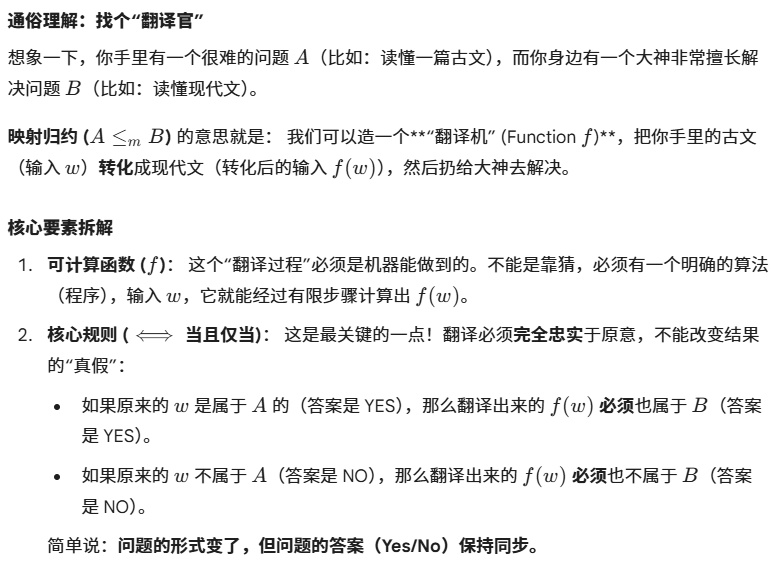 通俗理解：找个“翻译官”
想象一下，你手里有一个很难的问题 A（比如：读懂一篇古文），而你身边有一个大神非常擅长解
决问题 B（比如：读懂现代文）。
映射归约 (A ≤m B) 的意思就是： 我们可以造一个**“翻译机” (Function f)**，把你手里的古文
（输入 w）转化成现代文（转化后的输入 f(w)），然后扔给大神去解决。
核心要素拆解
1. 可计算函数 (f)： 这个“翻译过程”必须是机器能做到的。不能是靠猜，必须有一个明确的算法
（程序），输入 w，它就能经过有限步骤计算出 f(w)。
2. 核心规则 ( ⟺ 当且仅当)： 这是最关键的一点！翻译必须完全忠实于原意，不能改变结果
的“真假”：
• 如果原来的 w 是属于 A 的（答案是 YES），那么翻译出来的 f(w) 必须也属于 B（答案
是 YES）。
• 如果原来的 w 不属于 A（答案是 NO），那么翻译出来的 f(w) 必须也不属于 B（答案
是 NO）。
简单说：问题的形式变了，但问题的答案（Yes/No）保持同步。